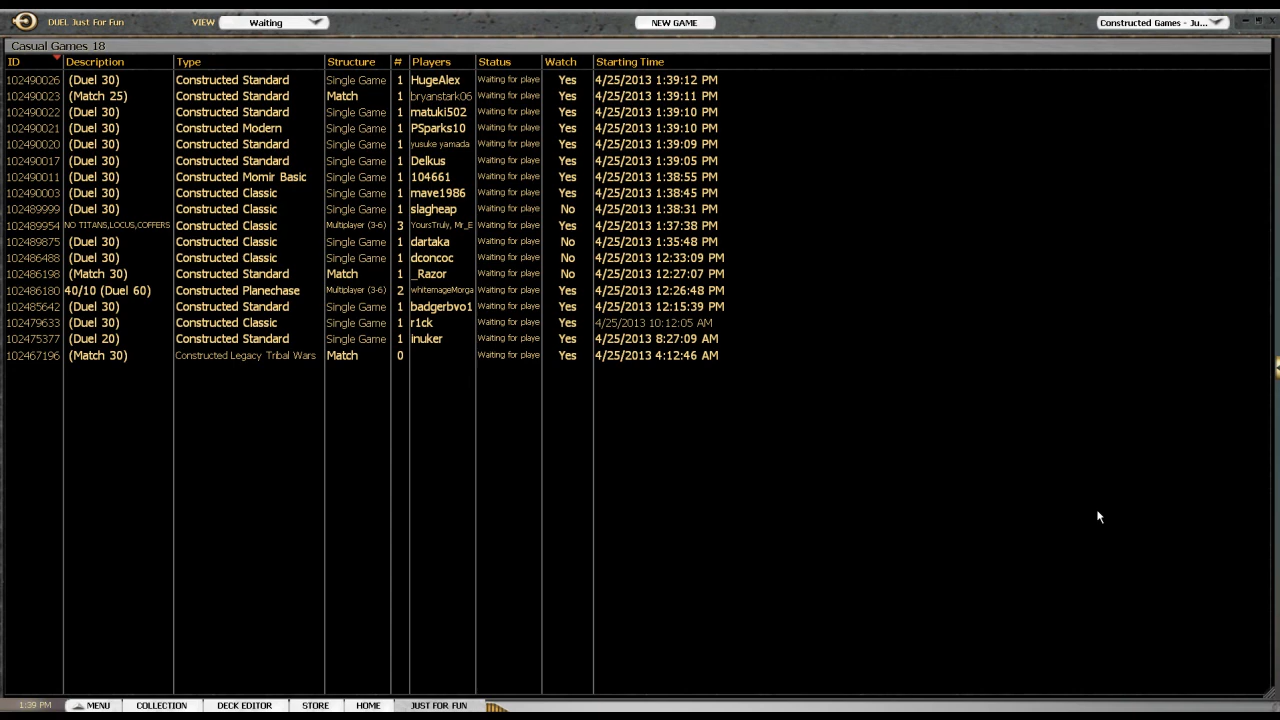 DUEL Just For Fun VIEW Waiting NEW GAME Constructed Games - Ju...
Casual Games 18
ID Description Type Structure # Players Status Watch Starting Time
102490026 (Duel 30) Constructed Standard Single Game 1 HugeAlex Waiting for playe Yes 4/25/2013 1:39:12 PM
102490023 (Match 25) Constructed Standard Match 1 bryanstark06 Waiting for playe Yes 4/25/2013 1:39:11 PM
102490022 (Duel 30) Constructed Standard Single Game 1 matuki502 Waiting for playe Yes 4/25/2013 1:39:10 PM
102490021 (Duel 30) Constructed Modern Single Game 1 PSparks10 Waiting for playe Yes 4/25/2013 1:39:10 PM
102490020 (Duel 30) Constructed Standard Single Game 1 yusuke yamada Waiting for playe Yes 4/25/2013 1:39:09 PM
102490017 (Duel 30) Constructed Standard Single Game 1 Delkus Waiting for playe Yes 4/25/2013 1:39:05 PM
102490011 (Duel 30) Constructed Momir Basic Single Game 1 104661 Waiting for playe Yes 4/25/2013 1:38:55 PM
102490003 (Duel 30) Constructed Classic Single Game 1 mave1986 Waiting for playe Yes 4/25/2013 1:38:45 PM
102489999 (Duel 30) Constructed Classic Single Game 1 slagheap Waiting for playe No 4/25/2013 1:38:31 PM
102489954 NO TITANS,LOCUS,COFFERS Constructed Classic Multiplayer (3-6) 3 YoursTruly, Mr_E Waiting for playe Yes 4/25/2013 1:37:38 PM
102489875 (Duel 30) Constructed Classic Single Game 1 dartaka Waiting for playe No 4/25/2013 1:35:48 PM
102486488 (Duel 30) Constructed Classic Single Game 1 dconcoc Waiting for playe No 4/25/2013 12:33:09 PM
102486198 (Match 30) Constructed Standard Match 1 _Razor Waiting for playe No 4/25/2013 12:27:07 PM
102486180 40/10 (Duel 60) Constructed Planechase Multiplayer (3-6) 2 whitemageMorga Waiting for playe Yes 4/25/2013 12:26:48 PM
102485642 (Duel 30) Constructed Standard Single Game 1 badgerbvo1 Waiting for playe Yes 4/25/2013 12:15:39 PM
102479633 (Duel 30) Constructed Classic Single Game 1 r1ck Waiting for playe Yes 4/25/2013 10:12:05 AM
102475377 (Duel 20) Constructed Standard Single Game 1 inuker Waiting for playe Yes 4/25/2013 8:27:09 AM
102467196 (Match 30) Constructed Legacy Tribal Wars Match 0 Waiting for playe Yes 4/25/2013 4:12:46 AM
1:39 PM MENU COLLECTION DECK EDITOR STORE HOME JUST FOR FUN